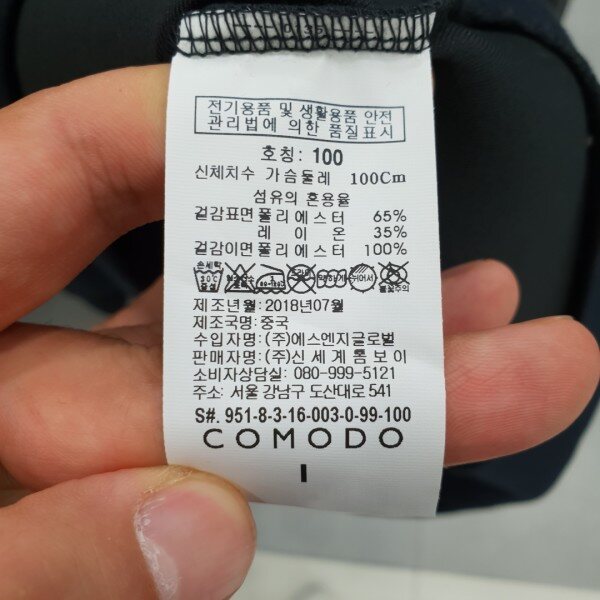 전기용품 및 생활용품 안전
관리법에 의한 품질표시
호칭: 100
신체치수 가슴둘레 100Cm
섬유의 혼용율
겉감표면 폴리에스터 65%
레이온 35%
겉감이면 폴리에스터 100%
손세탁
30℃
중성
제조년월: 2018년07월
제조국명: 중국
수입자명: (주)에스엔지글로벌
판매자명: (주)신세계톰보이
소비자상담실: 080-999-5121
주소: 서울 강남구 도산대로 541
S#. 951-8-3-16-003-0-99-100
COMODO
I